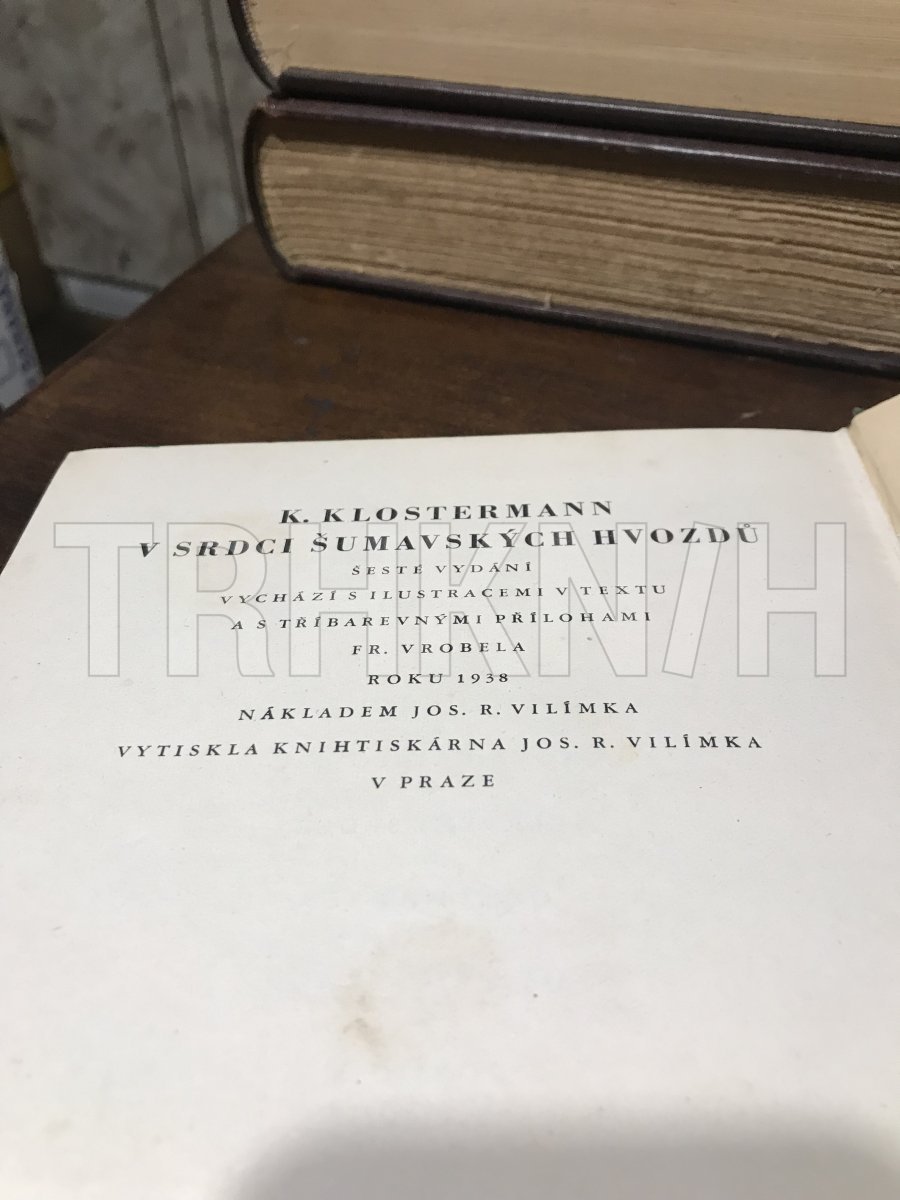 K. KLOSTERMANN
V SRDCI ŠUMAVSKÝCH HVOZDŮ
ŠESTÉ VYDÁNÍ
VYCHÁZÍ S ILUSTRACEMI V TEXTU
A S TŘÍBAREVNÝMI PŘÍLOHAMI
FR. VROBELA
ROKU 1938
NÁKLADEM JOS. R. VILÍMKA
VYTISKLA KNIHTISKÁRNA JOS. R. VILÍMKA
V PRAZE
TRHKNIH